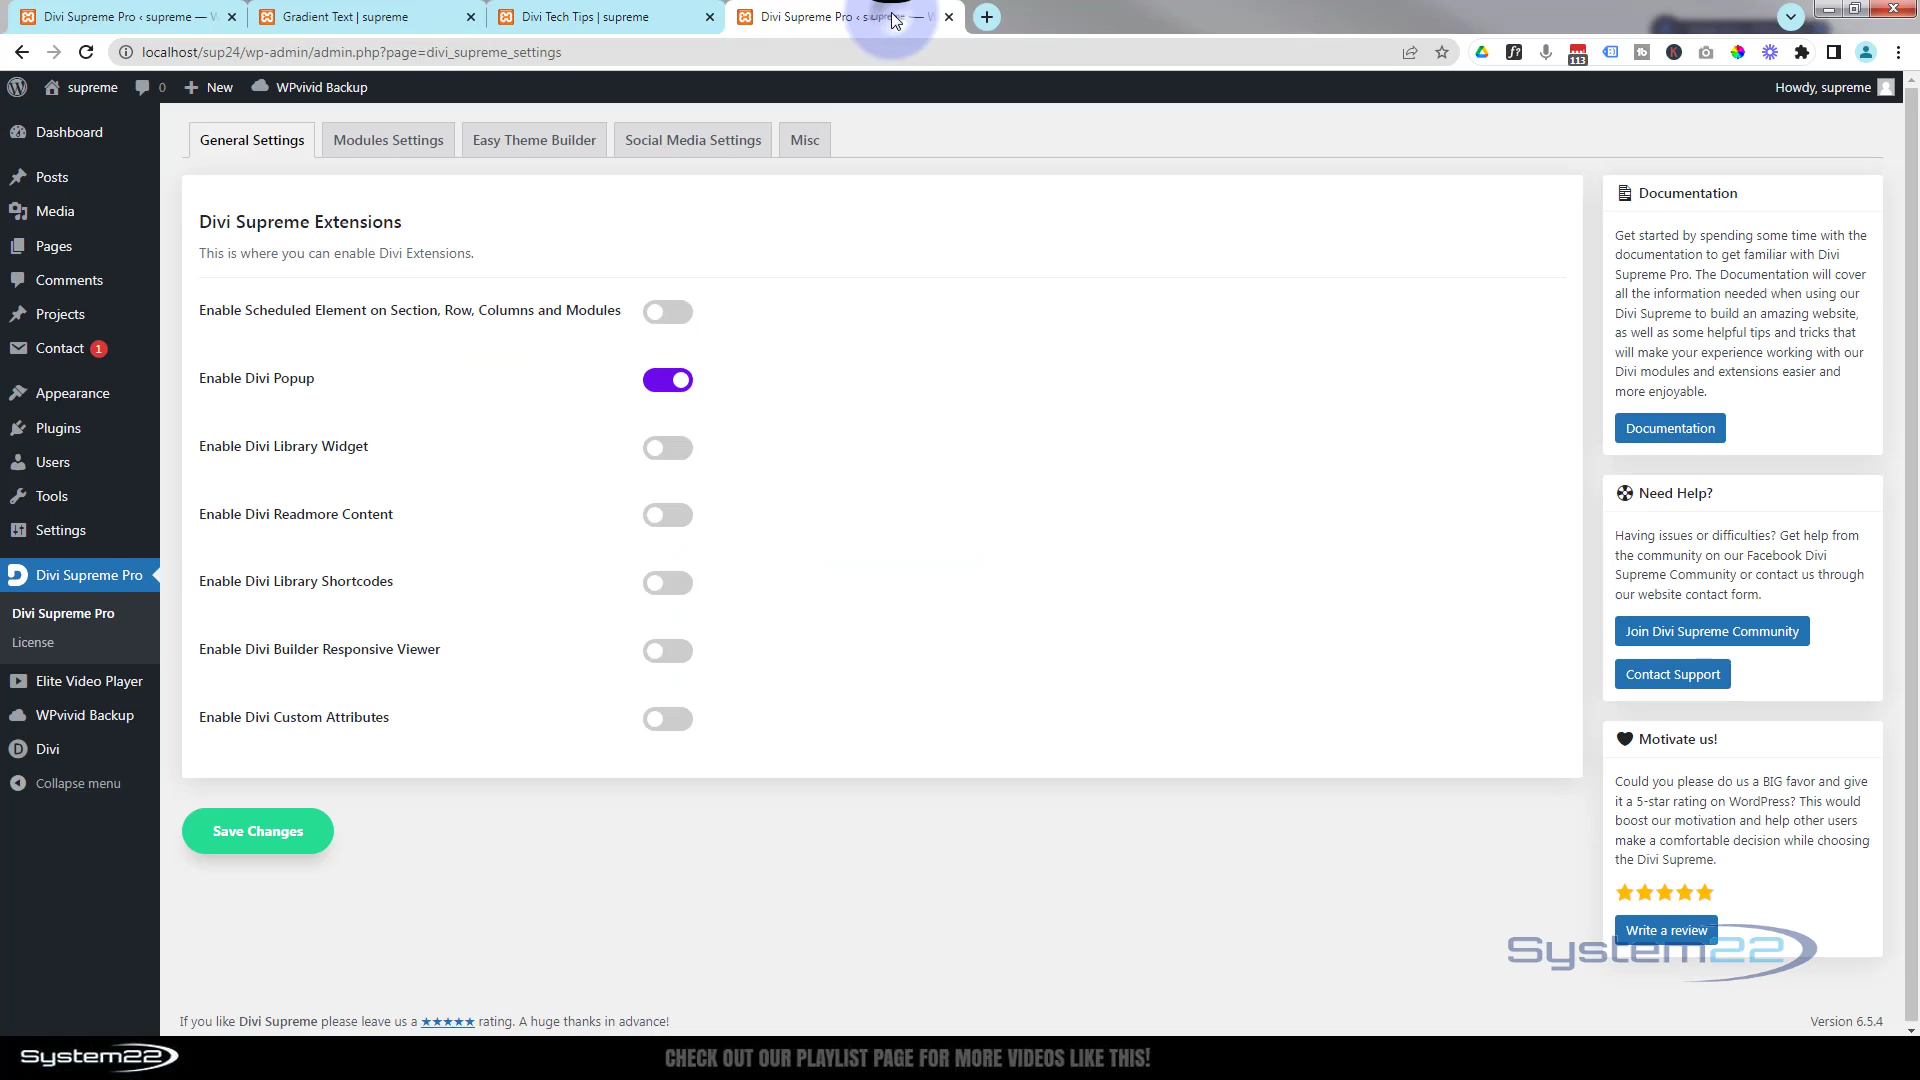 Divi Supreme Pro ‹ supreme — W
Gradient Text | supreme
Divi Tech Tips | supreme
Divi Supreme Pro ‹ supreme — W
localhost/sup24/wp-admin/admin.php?page=divi_supreme_settings
113
supreme
0
New
WPvivid Backup
Howdy, supreme
Dashboard
Posts
Media
Pages
Comments
Projects
Contact 1
Appearance
Plugins
Users
Tools
Settings
Divi Supreme Pro
Divi Supreme Pro
License
Elite Video Player
WPvivid Backup
Divi
Collapse menu
General Settings
Modules Settings
Easy Theme Builder
Social Media Settings
Misc
Divi Supreme Extensions
This is where you can enable Divi Extensions.
Enable Scheduled Element on Section, Row, Columns and Modules
Enable Divi Popup
Enable Divi Library Widget
Enable Divi Readmore Content
Enable Divi Library Shortcodes
Enable Divi Builder Responsive Viewer
Enable Divi Custom Attributes
Save Changes
Documentation
Get started by spending some time with the
documentation to get familiar with Divi
Supreme Pro. The Documentation will cover
all the information needed when using our
Divi Supreme to build an amazing website,
as well as some helpful tips and tricks that
will make your experience working with our
Divi modules and extensions easier and
more enjoyable.
Documentation
Need Help?
Having issues or difficulties? Get help from
the community on our Facebook Divi
Supreme Community or contact us through
our website contact form.
Join Divi Supreme Community
Contact Support
Motivate us!
Could you please do us a BIG favor and give
it a 5-star rating on WordPress? This would
boost our motivation and help other users
make a comfortable decision while choosing
the Divi Supreme.
Write a review
System22
If you like Divi Supreme please leave us a ★★★★★ rating. A huge thanks in advance!
Version 6.5.4
System22
CHECK OUT OUR PLAYLIST PAGE FOR MORE VIDEOS LIKE THIS!